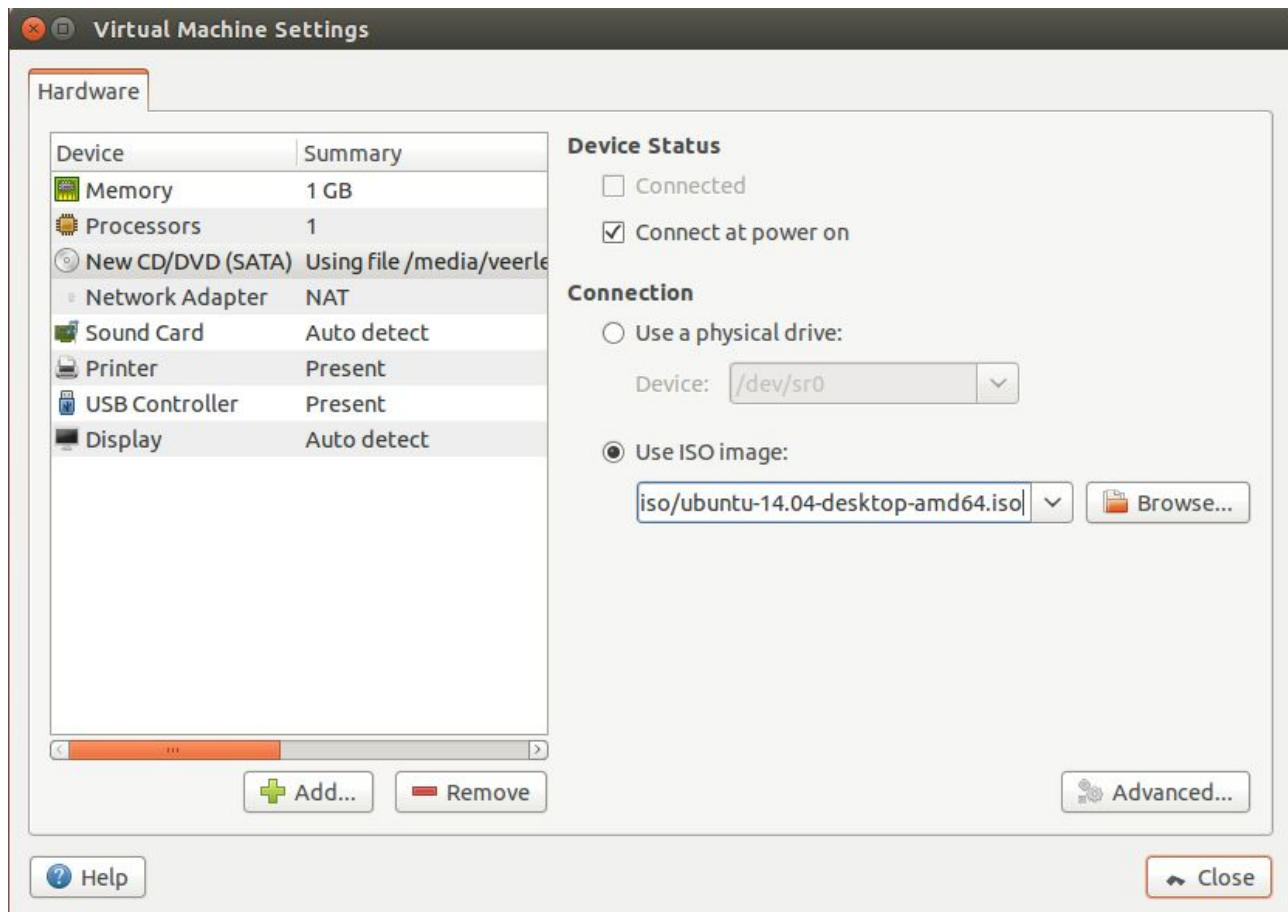 Virtual Machine Settings
Hardware
Device Summary
Memory 1 GB
Processors 1
New CD/DVD (SATA) Using file /media/veerle
Network Adapter NAT
Sound Card Auto detect
Printer Present
USB Controller Present
Display Auto detect
Add... Remove
Device Status
Connected
Connect at power on
Connection
Use a physical drive:
Device: /dev/sr0
Use ISO image:
iso/ubuntu-14.04-desktop-amd64.iso Browse...
Advanced...
Help Close